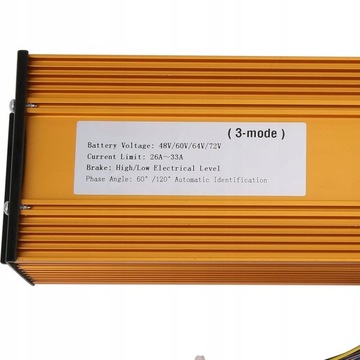 ( 3-mode )
Battery Voltage: 48V/60V/64V/72V
Current Limit: 26A~33A
Brake: High/Low Electrical Level
Phase Angle: 60°/120° Automatic Identification